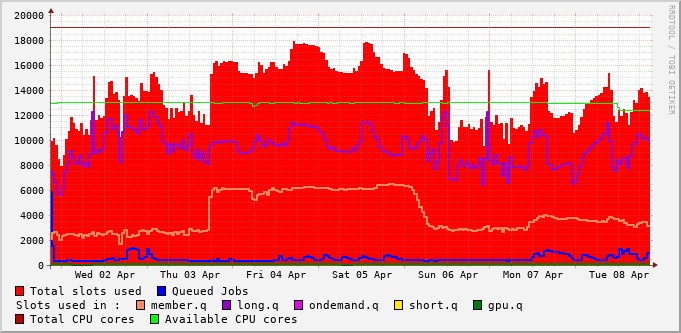 RRDTOOL / TOBI OETIKER
20000
18000
16000
14000
12000
10000
8000
6000
4000
2000
0
Wed 02 Apr Thu 03 Apr Fri 04 Apr Sat 05 Apr Sun 06 Apr Mon 07 Apr Tue 08 Apr
Total slots used Queued Jobs
Slots used in : member.q long.q ondemand.q short.q gpu.q
Total CPU cores Available CPU cores